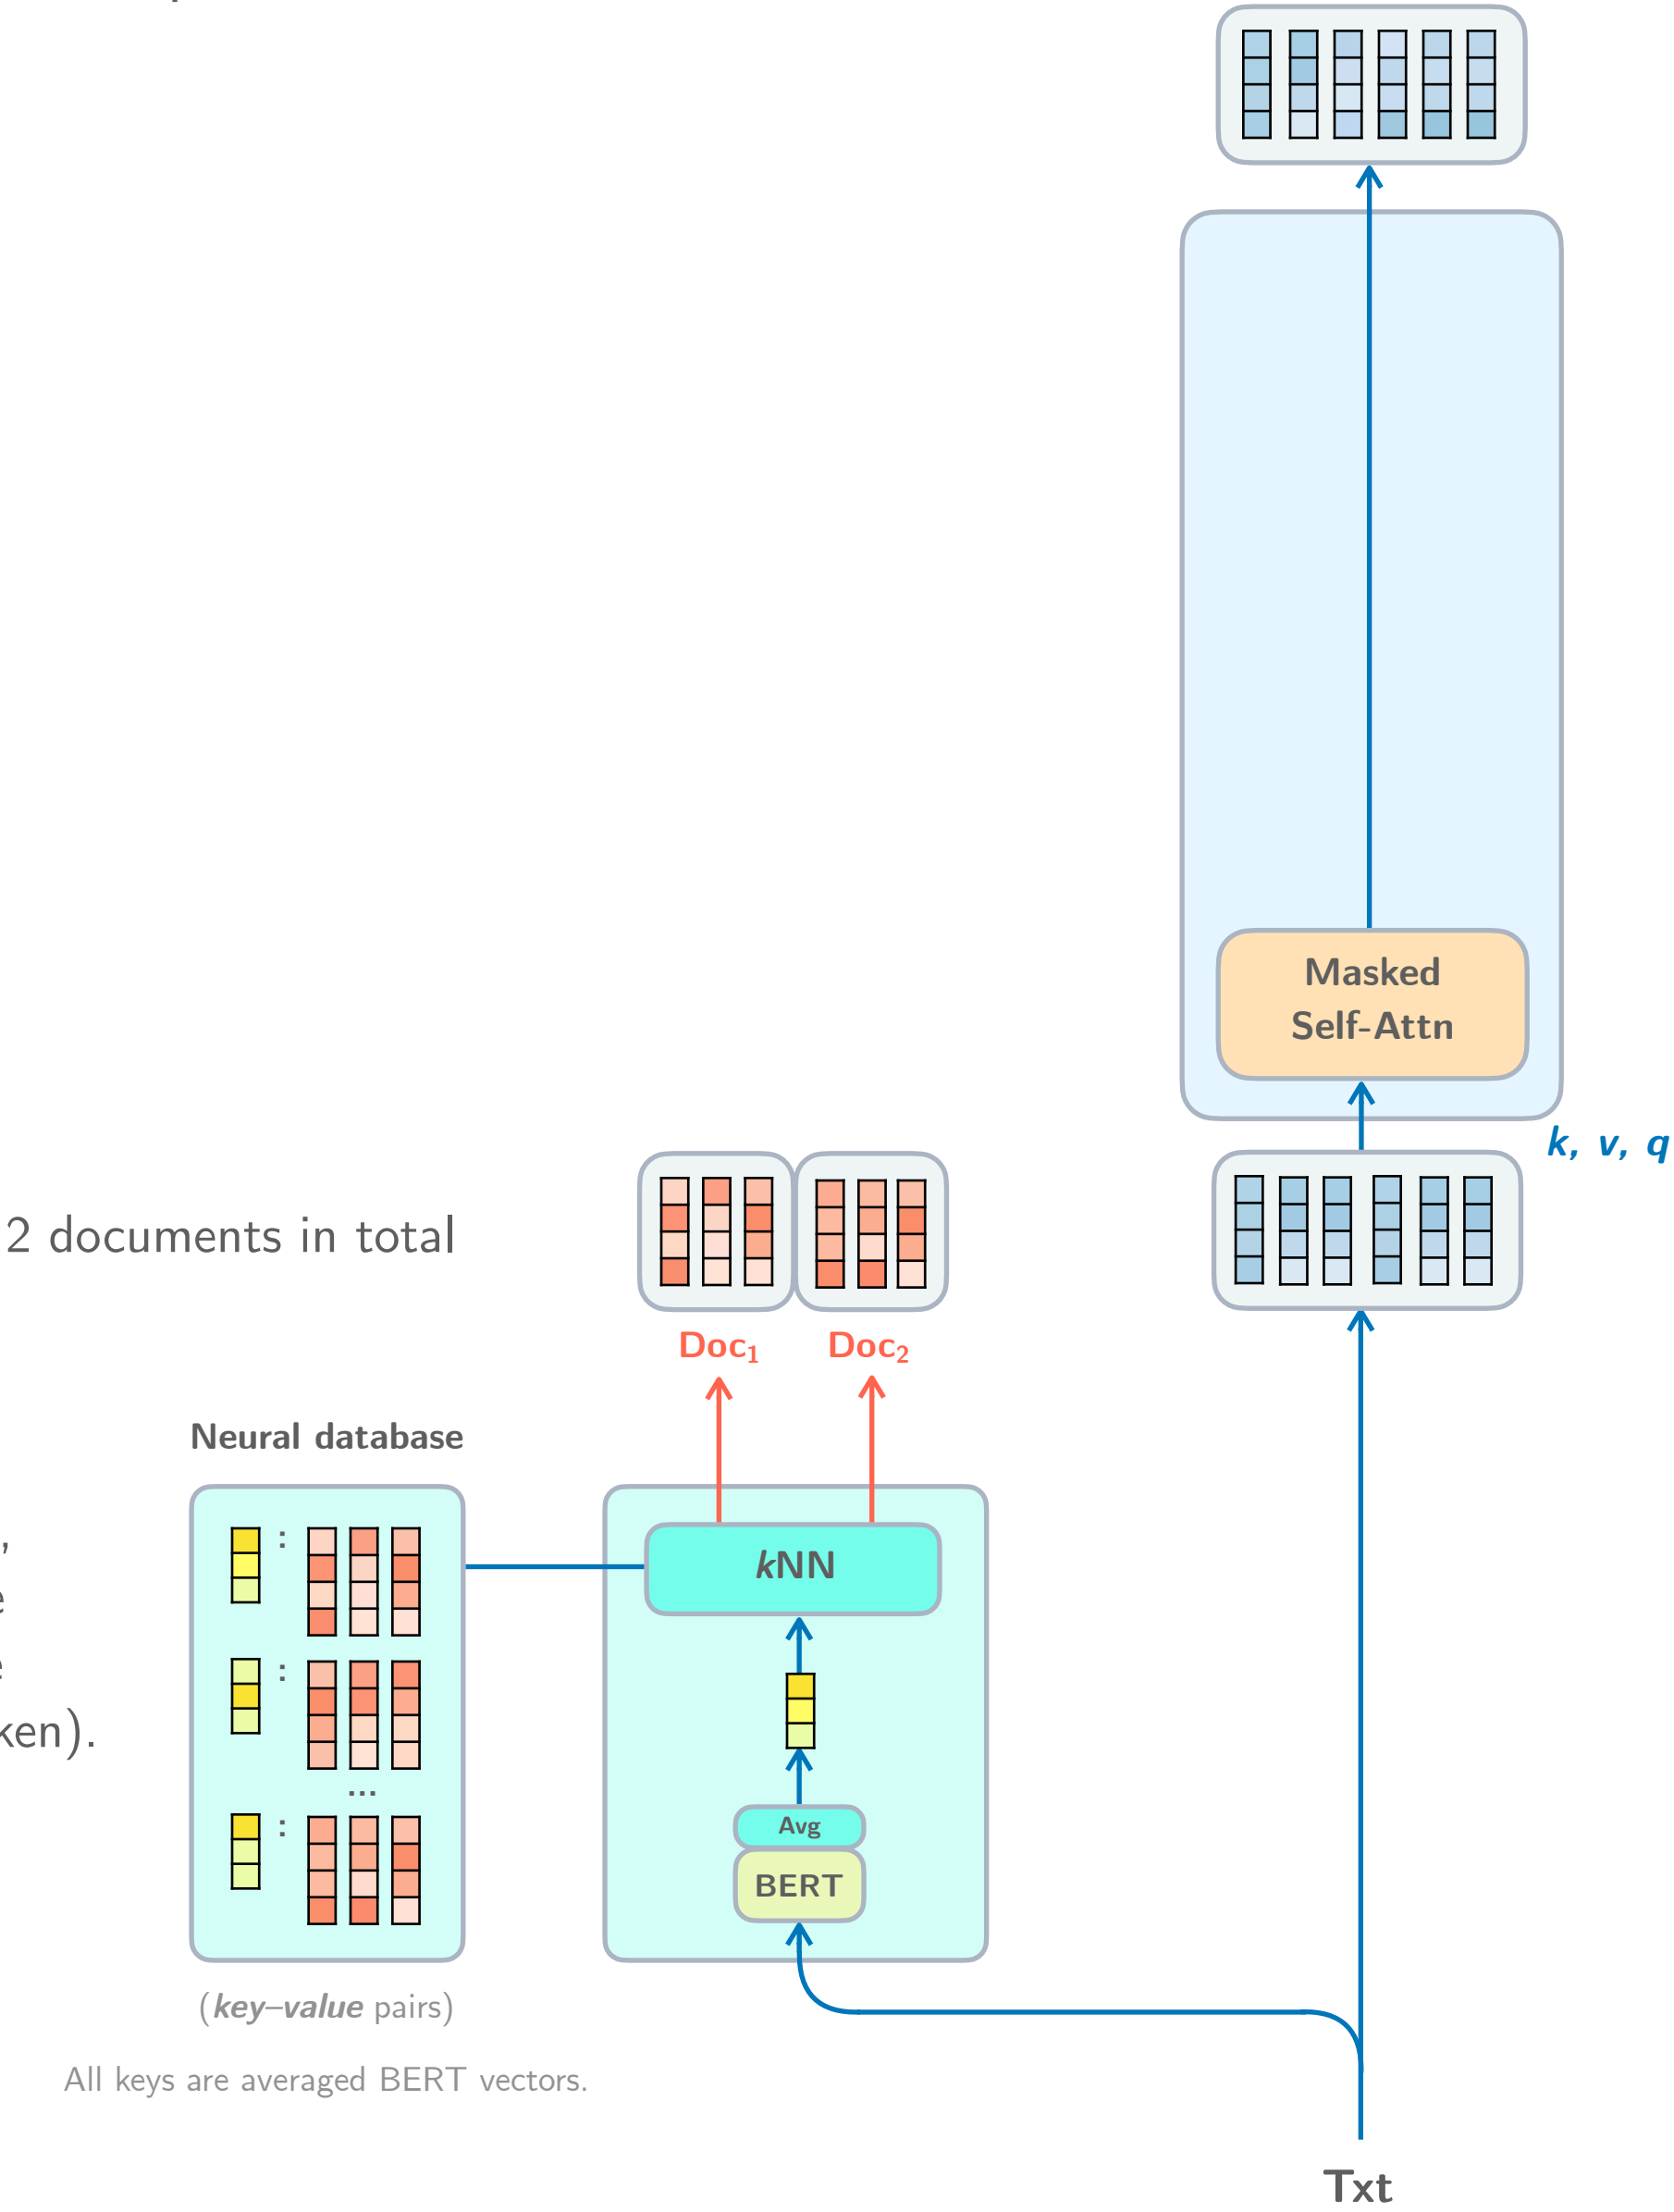 Masked
Self-Attn
k, v, q
2 documents in total
Doc1
Doc2
Neural database
:
kNN
,
e
:
e
ken).
...
:
Avg
BERT
(key–value pairs)
All keys are averaged BERT vectors.
Txt